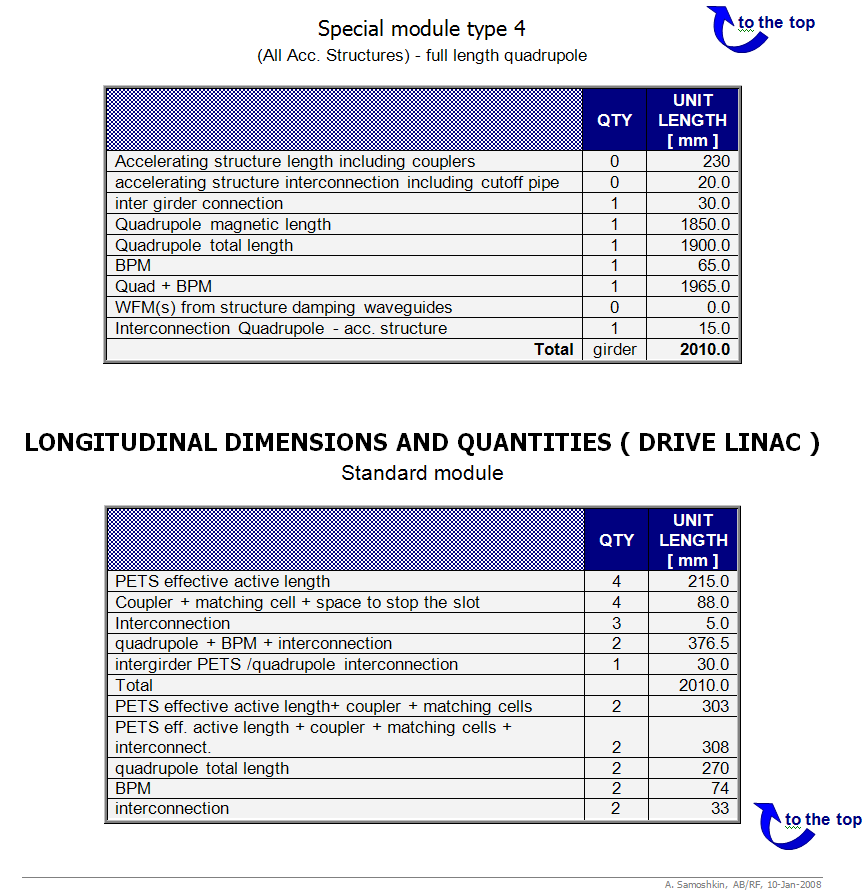 Special module type 4
to the top
(All Acc. Structures) - full length quadrupole
QTY UNIT LENGTH [ mm ]
Accelerating structure length including couplers 0 230
accelerating structure interconnection including cutoff pipe 0 20.0
inter girder connection 1 30.0
Quadrupole magnetic length 1 1850.0
Quadrupole total length 1 1900.0
BPM 1 65.0
Quad + BPM 1 1965.0
WFM(s) from structure damping waveguides 0 0.0
Interconnection Quadrupole - acc. structure 1 15.0
Total girder 2010.0
LONGITUDINAL DIMENSIONS AND QUANTITIES ( DRIVE LINAC )
Standard module
QTY UNIT LENGTH [ mm ]
PETS effective active length 4 215.0
Coupler + matching cell + space to stop the slot 4 88.0
Interconnection 3 5.0
quadrupole + BPM + interconnection 2 376.5
intergirder PETS /quadrupole interconnection 1 30.0
Total 2010.0
PETS effective active length+ coupler + matching cells 2 303
PETS eff. active length + coupler + matching cells +
interconnect. 2 308
quadrupole total length 2 270
BPM 2 74
interconnection 2 33
to the top
A. Samoshkin, AB/RF, 10-Jan-2008